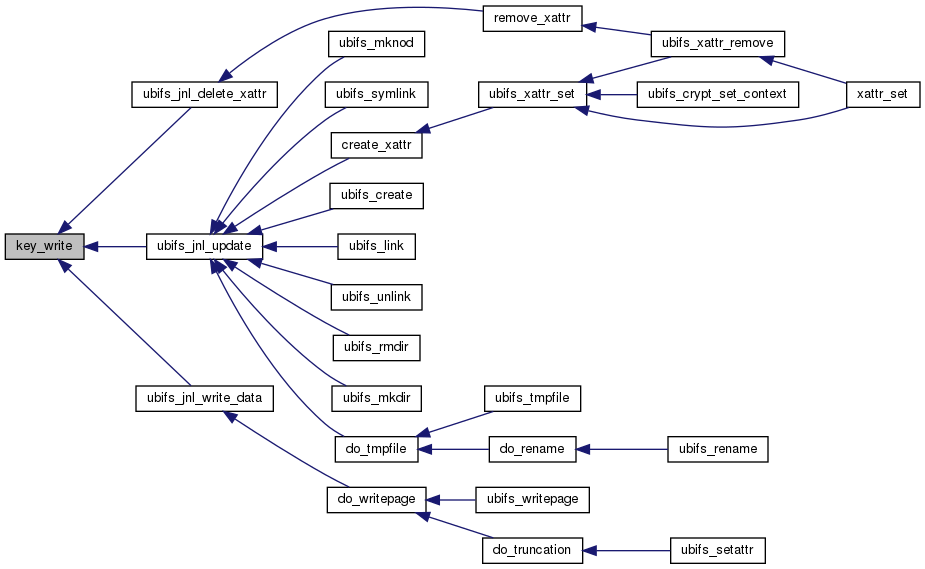 remove_xattr
ubifs_mknod
ubifs_xattr_remove
ubifs_jnl_delete_xattr
ubifs_symlink
ubifs_xattr_set
ubifs_crypt_set_context
xattr_set
create_xattr
ubifs_create
key_write
ubifs_jnl_update
ubifs_link
ubifs_unlink
ubifs_rmdir
ubifs_jnl_write_data
ubifs_mkdir
ubifs_tmpfile
do_tmpfile
do_rename
ubifs_rename
do_writepage
ubifs_writepage
do_truncation
ubifs_setattr